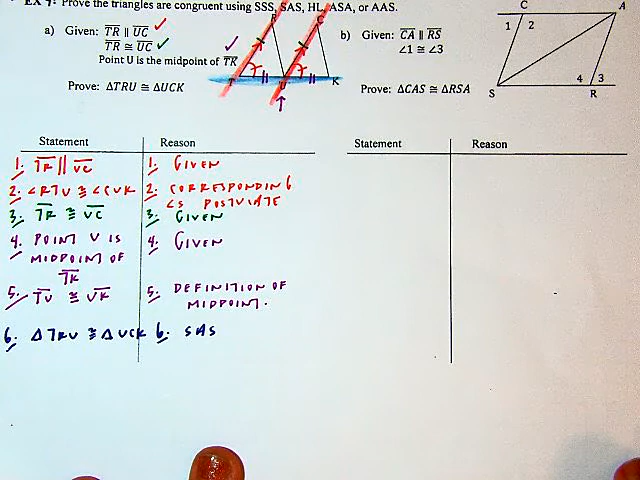 EX 4: Prove the triangles are congruent using SSS, SAS, HL, ASA, or AAS.
a) Given: TR ∥ UC ✓
TR ≅ UC ✓
Point U is the midpoint of TK ✓
Prove: ΔTRU ≅ ΔUCK
R
C
T
U
K
b) Given: CA ∥ RS
∠1 ≅ ∠3
Prove: ΔCAS ≅ ΔRSA
C
A
1
2
4
3
S
R
Statement
Reason
1. TR ∥ UC
1. GIVEN
2. ∠RTU ≅ ∠CUK
2. CORRESPONDING
∠S POSTULATE
3. TR ≅ UC
3. GIVEN
4. POINT U IS
MIDPOINT OF
TK
4. GIVEN
5. TU ≅ UK
5. DEFINITION OF
MIDPOINT.
6. ΔTRU ≅ ΔUCK
6. SAS
Statement
Reason